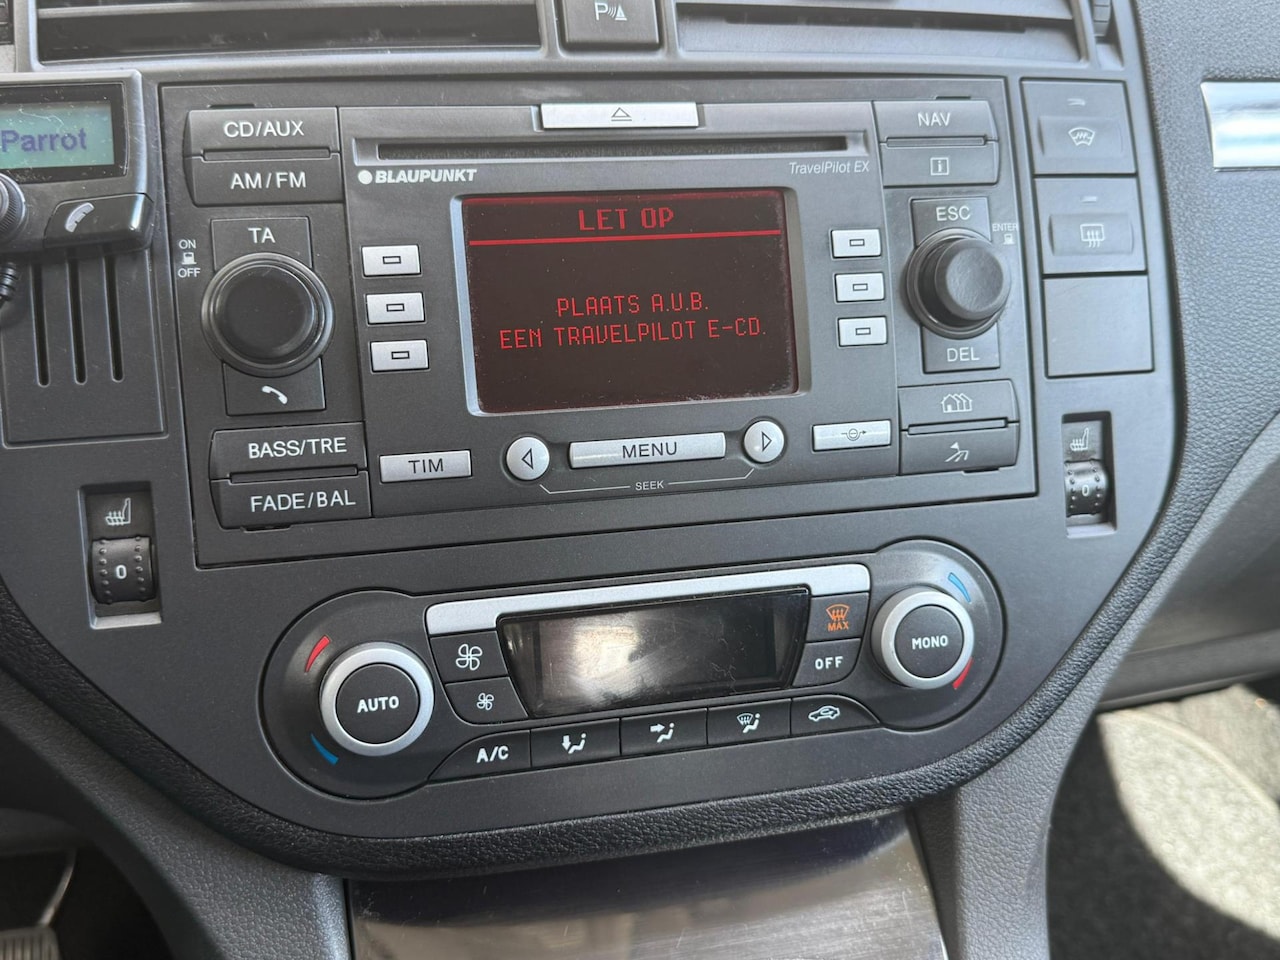 P
Parrot
CD/AUX
AM/FM
BLAUPUNKT
TravelPilot EX
NAV
i
LET OP
PLAATS A.U.B.
EEN TRAVELPILOT E-CD.
ON
OFF
TA
ESC
ENTER
DEL
BASS/TRE
FADE/BAL
TIM
MENU
SEEK
0
0
AUTO
MAX
OFF
MONO
A/C